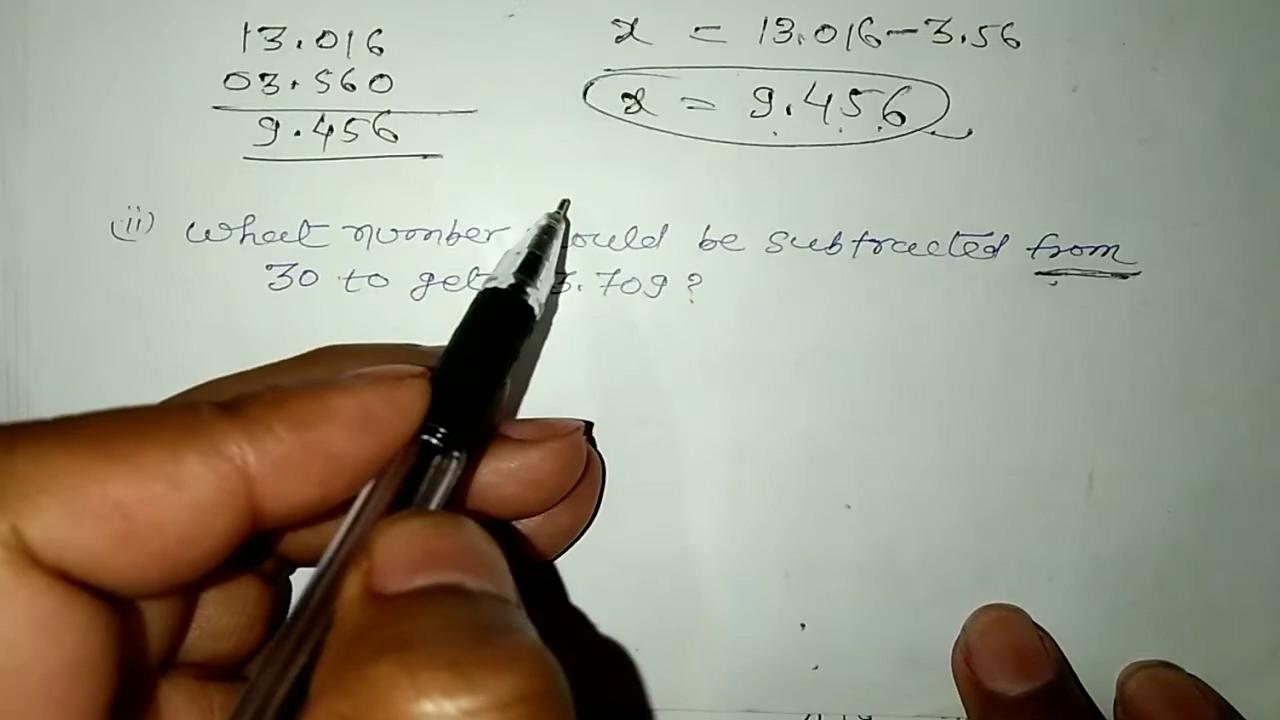 13.016
03.560
9.456
x = 13.016-3.56
x = 9.456
(ii) What number be subtracted from
30 to get .709?